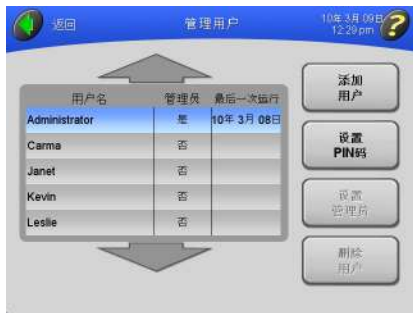 返回
管理用户
10年 3月 09日
12:29 pm
?
用户名 管理员 最后一次运行
Administrator 是 10年 3月 08日
Carma 否
Janet 否
Kevin 否
Leslie 否
添加
用户
设置
PIN码
设置
管理员
删除
用户